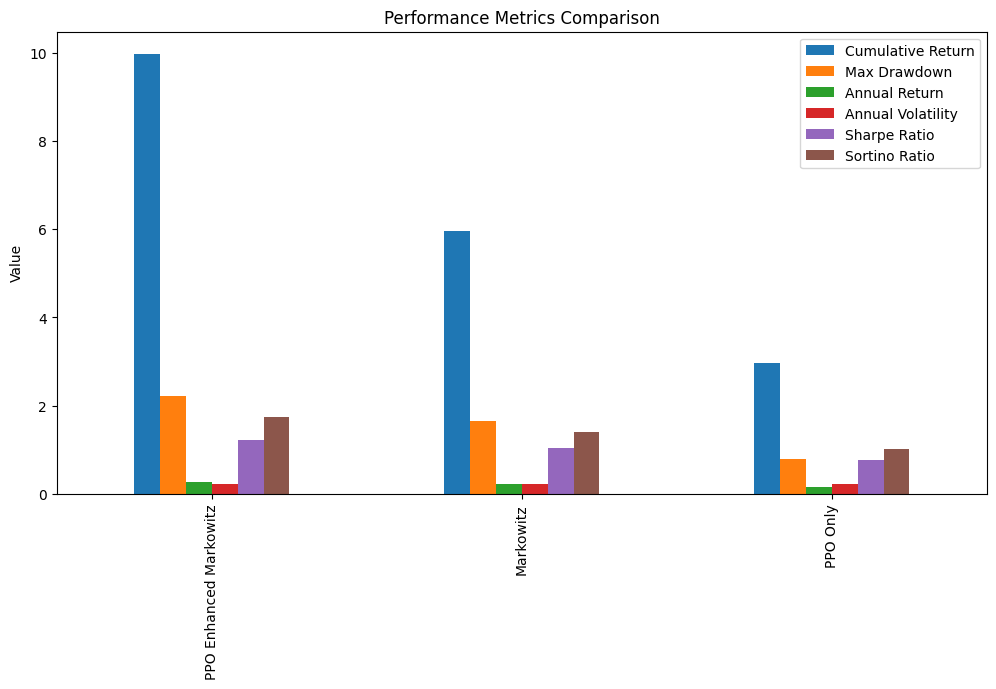 Performance Metrics Comparison
Cumulative Return
Max Drawdown
Annual Return
Annual Volatility
Sharpe Ratio
Sortino Ratio
Value
10
8
6
4
2
0
PPO Enhanced Markowitz
Markowitz
PPO Only